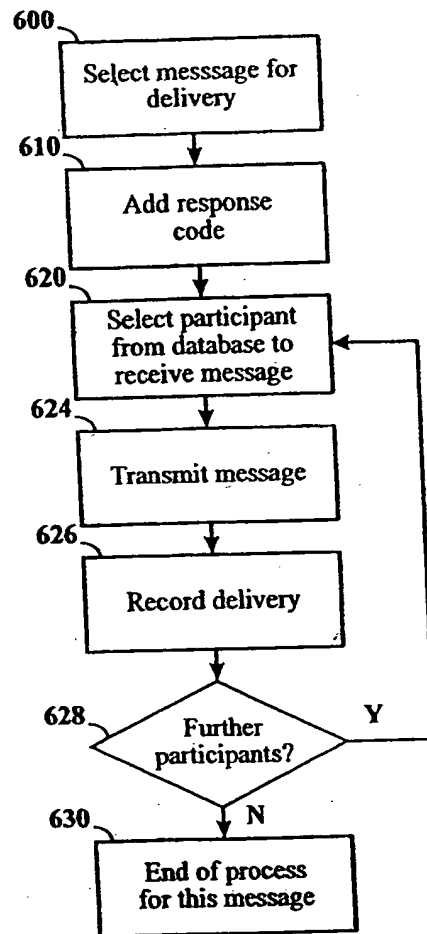 600
Select messsage for
delivery
610
Add response
code
620
Select participant
from database to
receive message
624
Transmit message
626
Record delivery
628
Further
participants?
Y
N
630
End of process
for this message